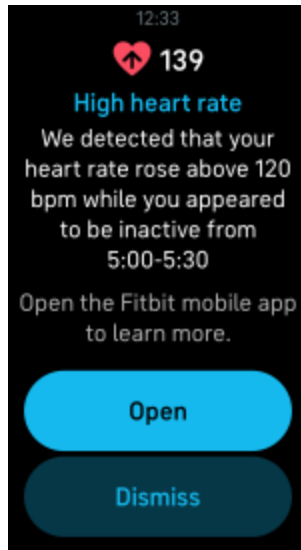 12:33
139
High heart rate
We detected that your
heart rate rose above 120
bpm while you appeared
to be inactive from
5:00-5:30
Open the Fitbit mobile app
to learn more.
Open
Dismiss